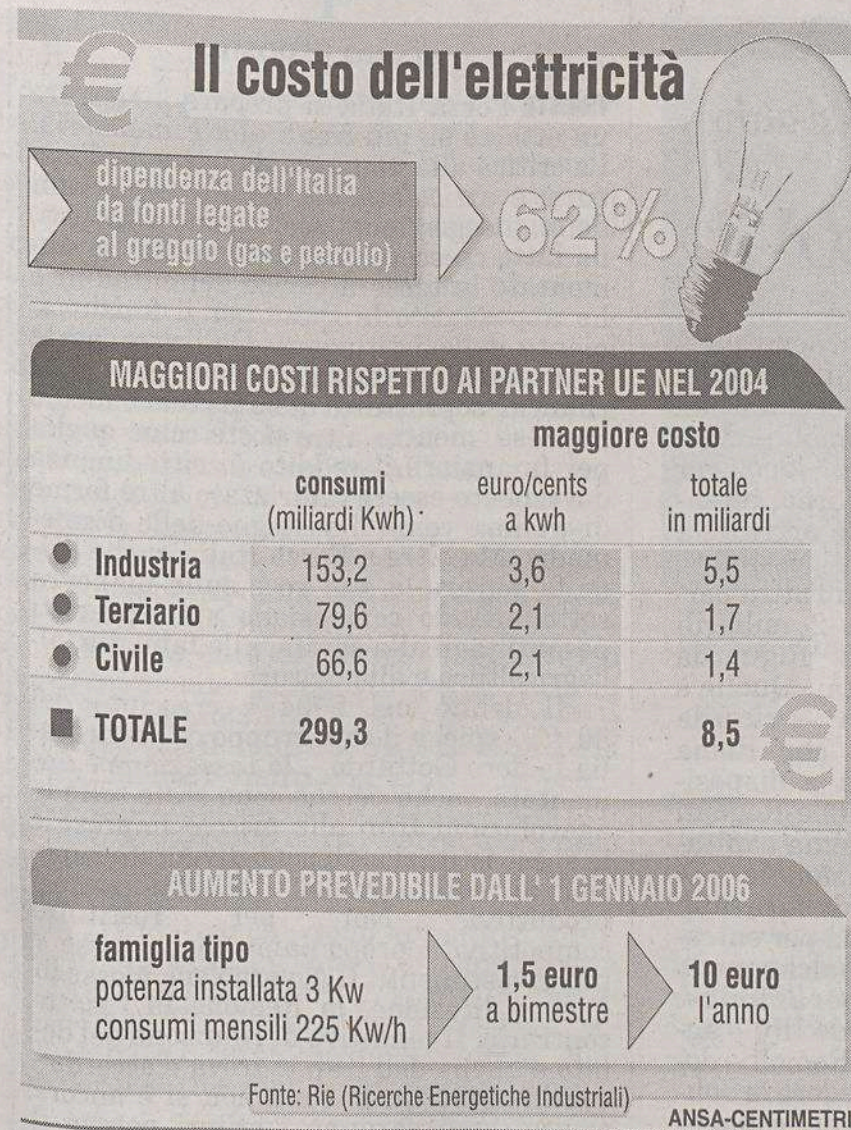 €
Il costo dell'elettricità
dipendenza dell'Italia
da fonti legate
al greggio (gas e petrolio)
62%
MAGGIORI COSTI RISPETTO AI PARTNER UE NEL 2004
maggiore costo
consumi euro/cents totale
(miliardi Kwh) a kwh in miliardi
Industria 153,2 3,6 5,5
Terziario 79,6 2,1 1,7
Civile 66,6 2,1 1,4
TOTALE 299,3 8,5 €
AUMENTO PREVEDIBILE DALL' 1 GENNAIO 2006
famiglia tipo
potenza installata 3 Kw
consumi mensili 225 Kw/h
1,5 euro
a bimestre
10 euro
l'anno
Fonte: Rie (Ricerche Energetiche Industriali)
ANSA-CENTIMETRI